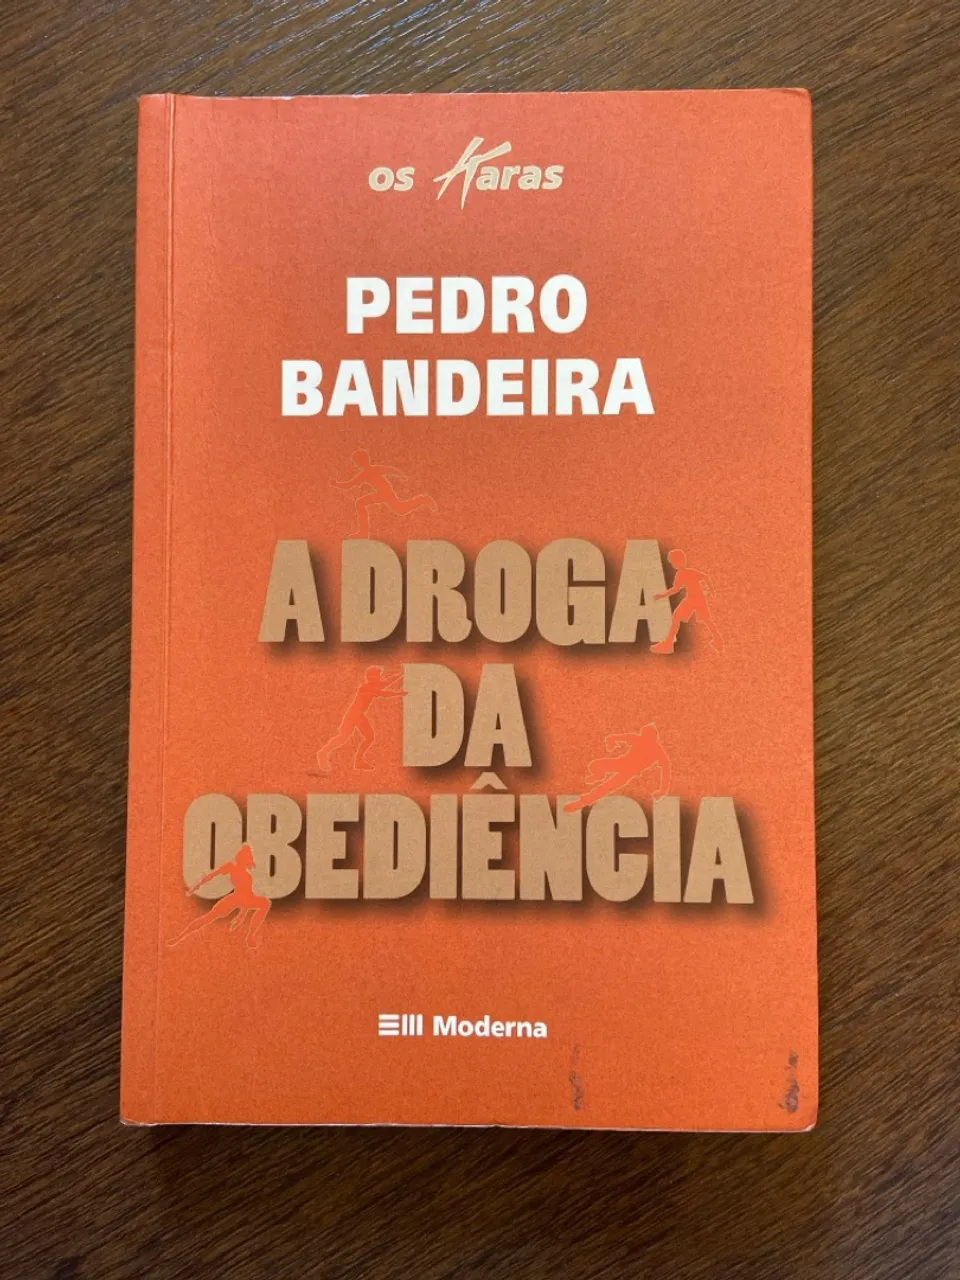 os Karas
PEDRO
BANDEIRA
A DROGA
DA
OBEDIÊNCIA
Moderna